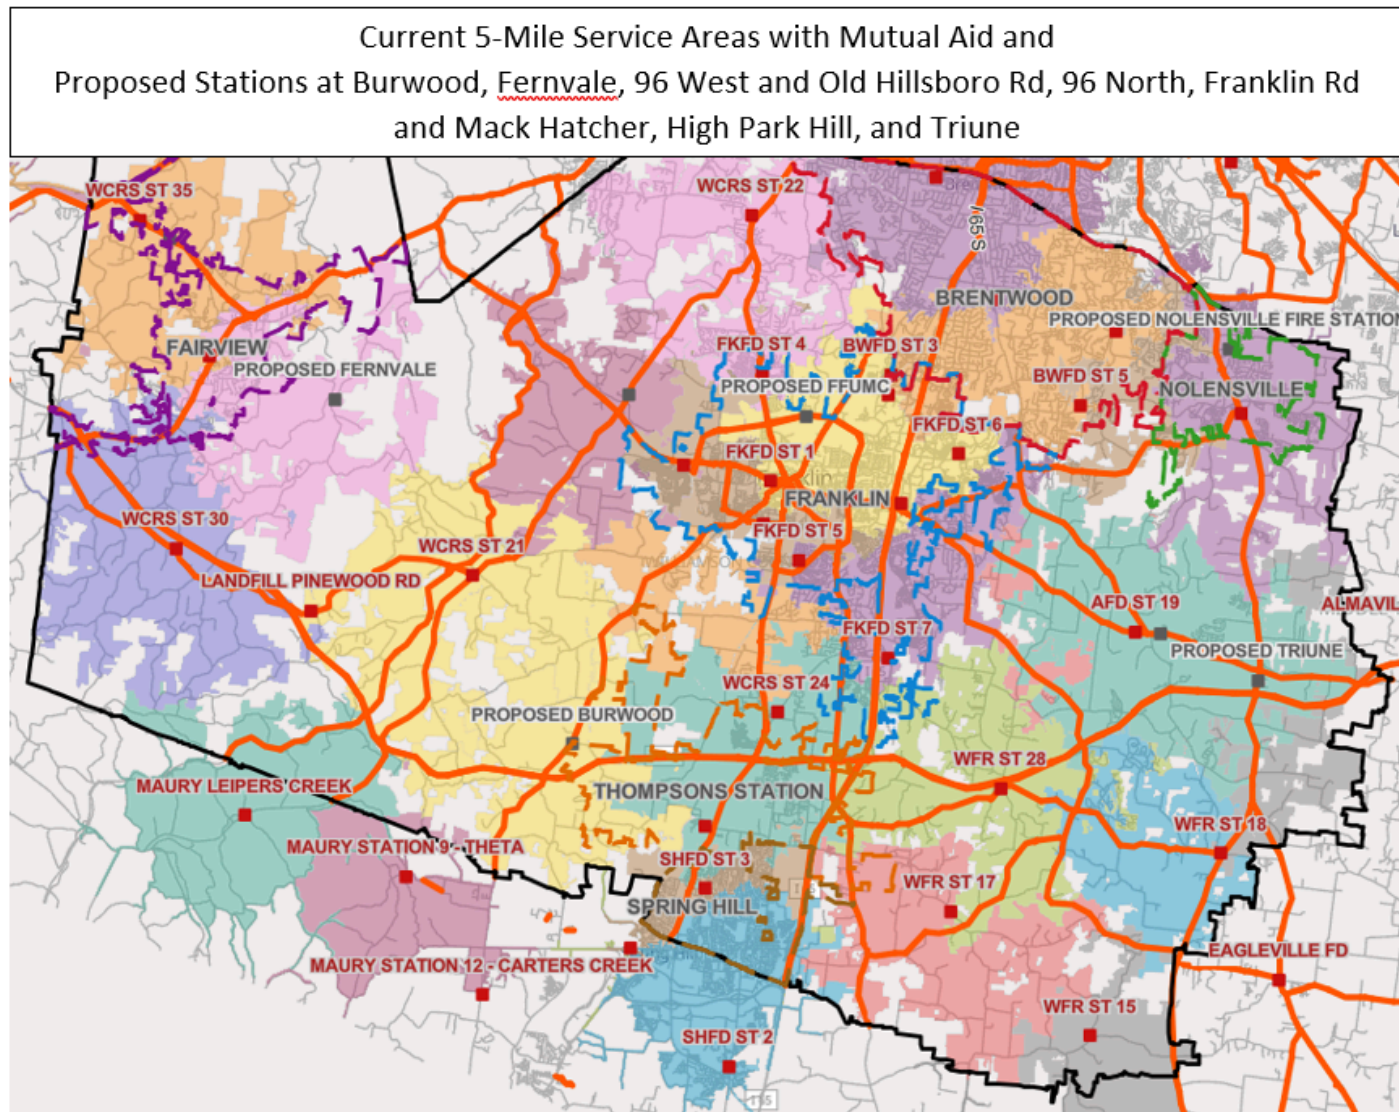 Current 5-Mile Service Areas with Mutual Aid and
Proposed Stations at Burwood, Fernvale, 96 West and Old Hillsboro Rd, 96 North, Franklin Rd
and Mack Hatcher, High Park Hill, and Triune
WCRS ST 35
WCRS ST 22
I65 S
BRENTWOOD
PROPOSED NOLENSVILLE FIRE STATION
FAIRVIEW
PROPOSED FERNVALE
FKFD ST 4
BWFD ST 3
PROPOSED FFUMC
BWFD ST 5
NOLENSVILLE
FKFD ST 6
FKFD ST 1
FRANKLIN
WCRS ST 30
FKFD ST 5
WCRS ST 21
LANDFILL PINEWOOD RD
AFD ST 19
ALMAVIL
FKFD ST 7
PROPOSED TRIUNE
WCRS ST 24
PROPOSED BURWOOD
WFR ST 28
MAURY LEIPERS CREEK
THOMPSONS STATION
WFR ST 18
MAURY STATION 9 - THETA
SHFD ST 3
WFR ST 17
SPRING HILL
EAGLEVILLE FD
MAURY STATION 12 - CARTERS CREEK
WFR ST 15
SHFD ST 2
I 65